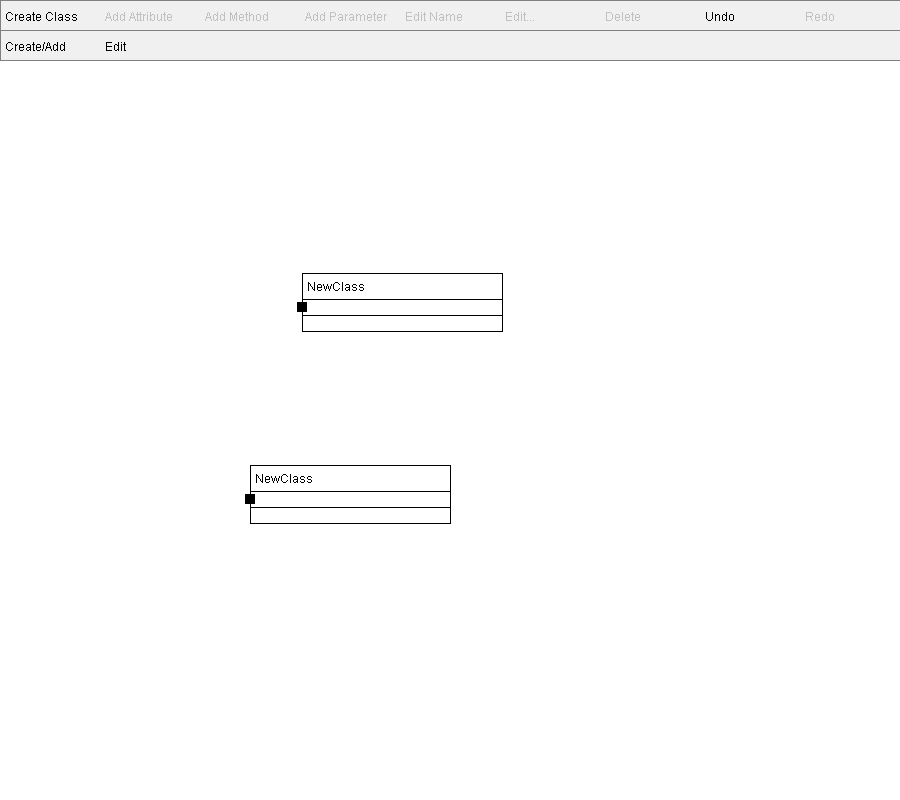 Create Class Add Attribute Add Method Add Parameter Edit Name Edit... Delete Undo Redo
Create/Add Edit
NewClass
NewClass